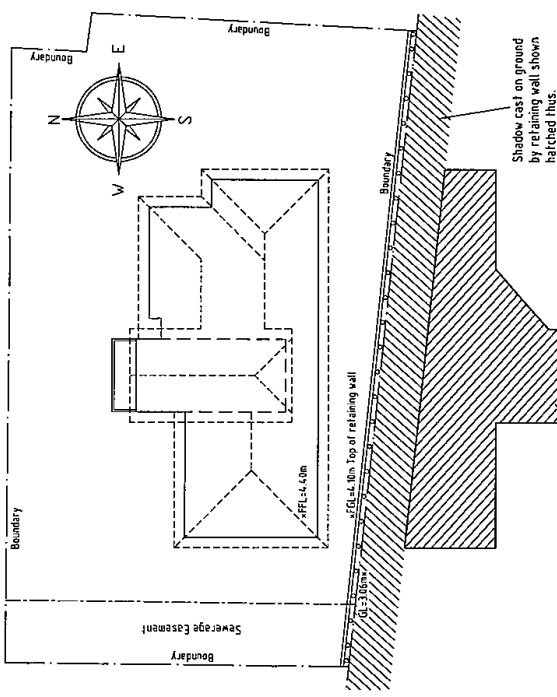 Boundary
Boundary
Boundary
N
E
S
W
Boundary
×FFL=4.40m
×FGL=4.10m Top of retaining wall
GL=3.06m×
Sewerage Easement
Boundary
Shadow cast on ground
by retaining wall shown
hatched thus.